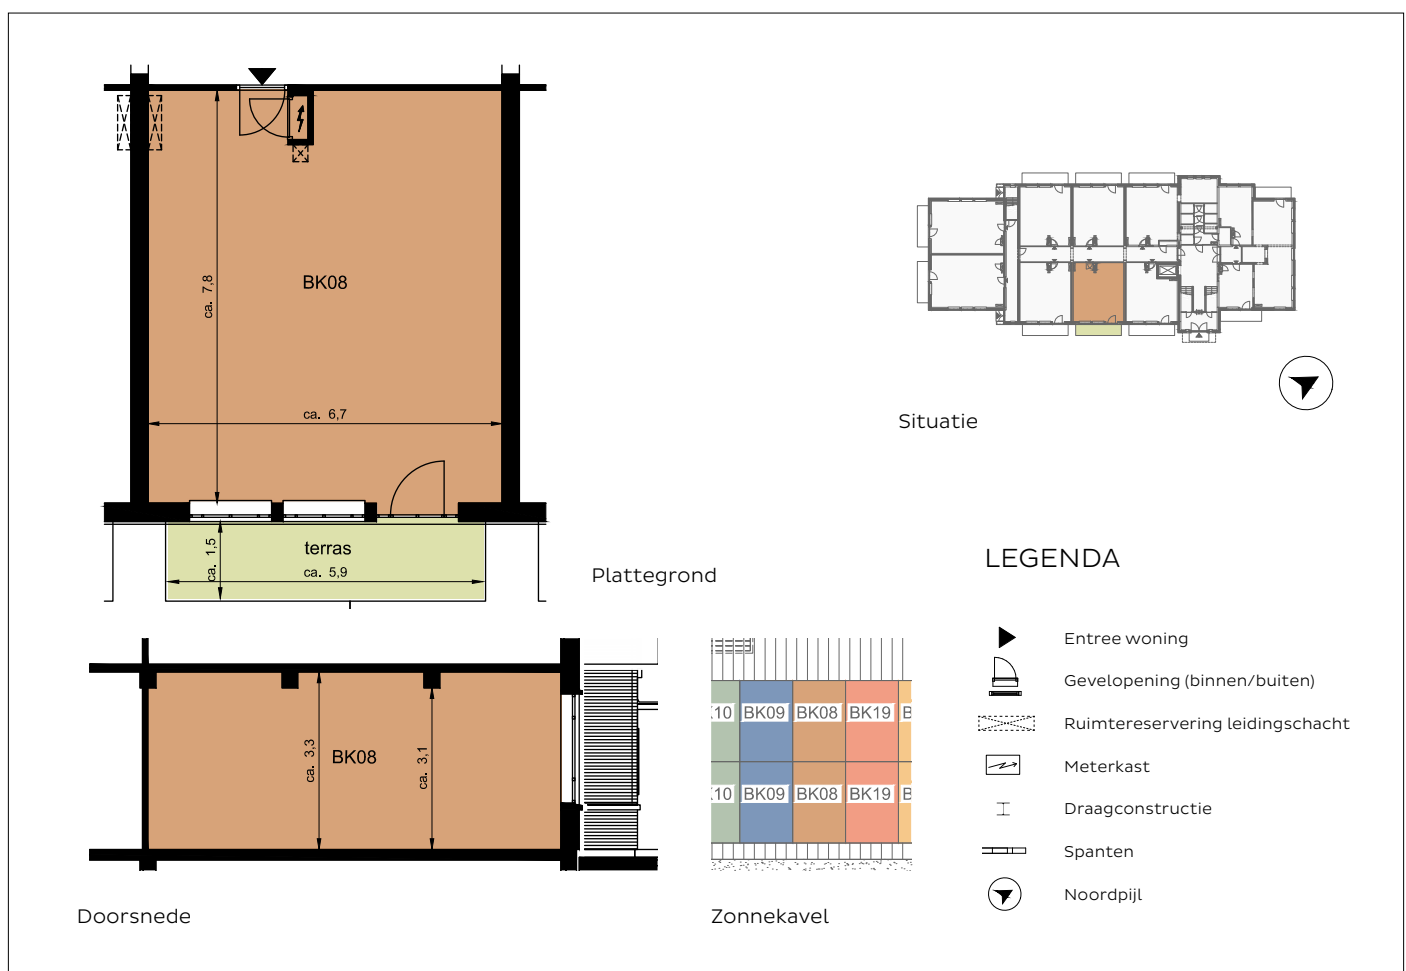 BK08
ca. 7,8
ca. 6,7
terras
ca. 1,5
ca. 5,9
Plattegrond
Situatie
LEGENDA
Entree woning
Gevelopening (binnen/buiten)
Ruimtereservering leidingschacht
Meterkast
Draagconstructie
Spanten
Noordpijl
ca. 3,3
BK08
ca. 3,1
Doorsnede
K10 BK09 BK08 BK19 B
K10 BK09 BK08 BK19 B
Zonnekavel